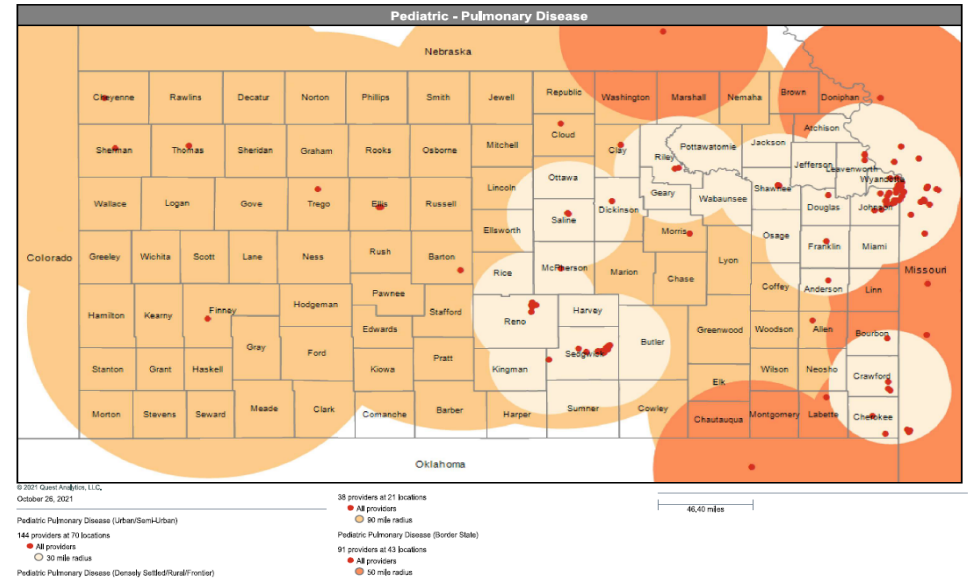 Pediatric - Pulmonary Disease
Nebraska
Cheyenne Rawlins Decatur Norton Phillips Smith Jewell Republic Washington Marshall Nemaha Brown Doniphan
Cloud Atchison
Sherman Thomas Sheridan Graham Rooks Osborne Mitchell Clay Riley Pottawatomie Jackson Jefferson Leavenworth
Ottawa Wyandotte
Lincoln Geary Shawnee
Wallace Logan Gove Trego Ellis Russell Saline Dickinson Wabaunsee Douglas Johnson
Ellsworth Morris Osage
Colorado Greeley Wichita Scott Lane Ness Rush Barton Rice McPherson Marion Chase Lyon Franklin Miami Missouri
Pawnee Coffey Anderson Linn
Hamilton Kearny Finney Hodgeman Stafford Reno Harvey
Edwards Greenwood Woodson Allen Bourbon
Gray Ford Sedgwick Butler
Stanton Grant Haskell Kiowa Pratt Kingman Elk Wilson Neosho Crawford
Morton Stevens Seward Meade Clark Comanche Barber Harper Sumner Cowley Chautauqua Montgomery Labette Cherokee
Oklahoma
© 2021 Quest Analytics, LLC.
October 26, 2021
Pediatric Pulmonary Disease (Urban/Semi-Urban)
144 providers at 70 locations
All providers
30 mile radius
Pediatric Pulmonary Disease (Densely Settled/Rural/Frontier)
38 providers at 21 locations
All providers
90 mile radius
Pediatric Pulmonary Disease (Border State)
91 providers at 43 locations
All providers
50 mile radius
46.40 miles